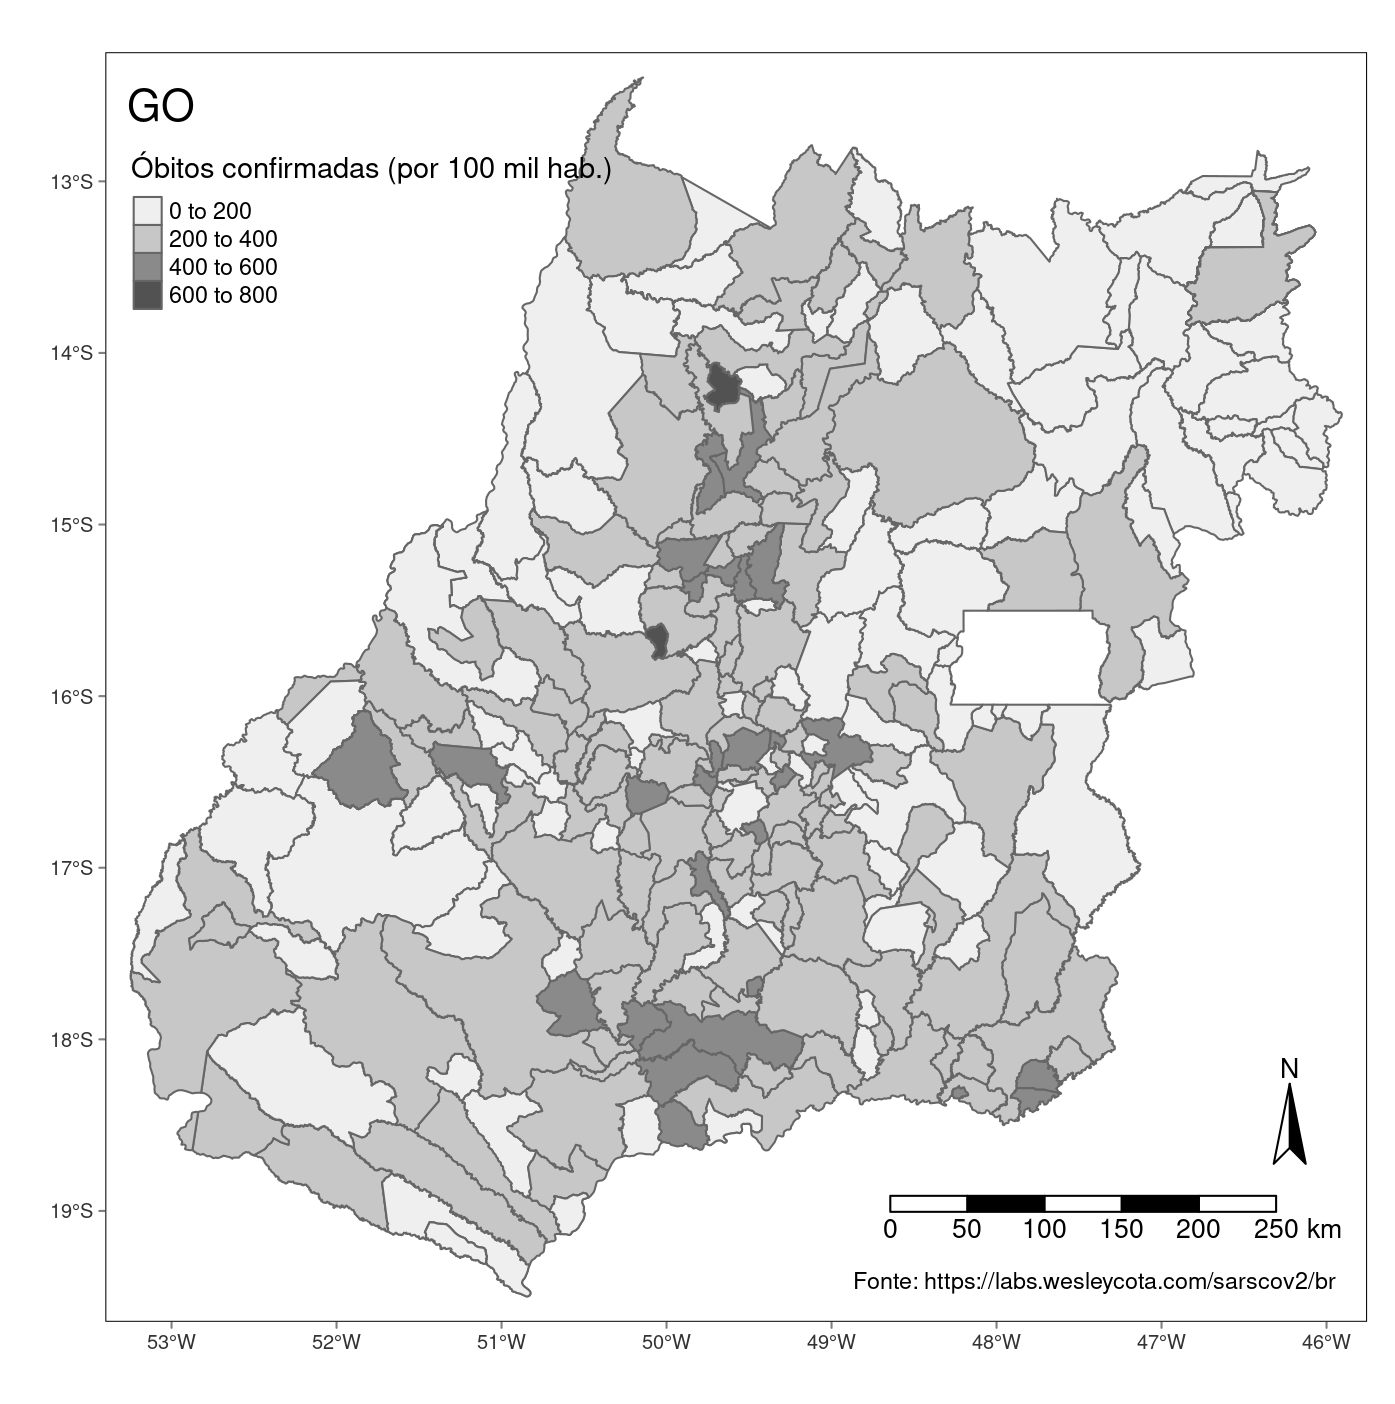 GO
Óbitos confirmadas (por 100 mil hab.)
0 to 200
200 to 400
400 to 600
600 to 800
13°S
14°S
15°S
16°S
17°S
18°S
19°S
N
0 50 100 150 200 250 km
Fonte: https://labs.wesleycota.com/sarscov2/br
53°W 52°W 51°W 50°W 49°W 48°W 47°W 46°W